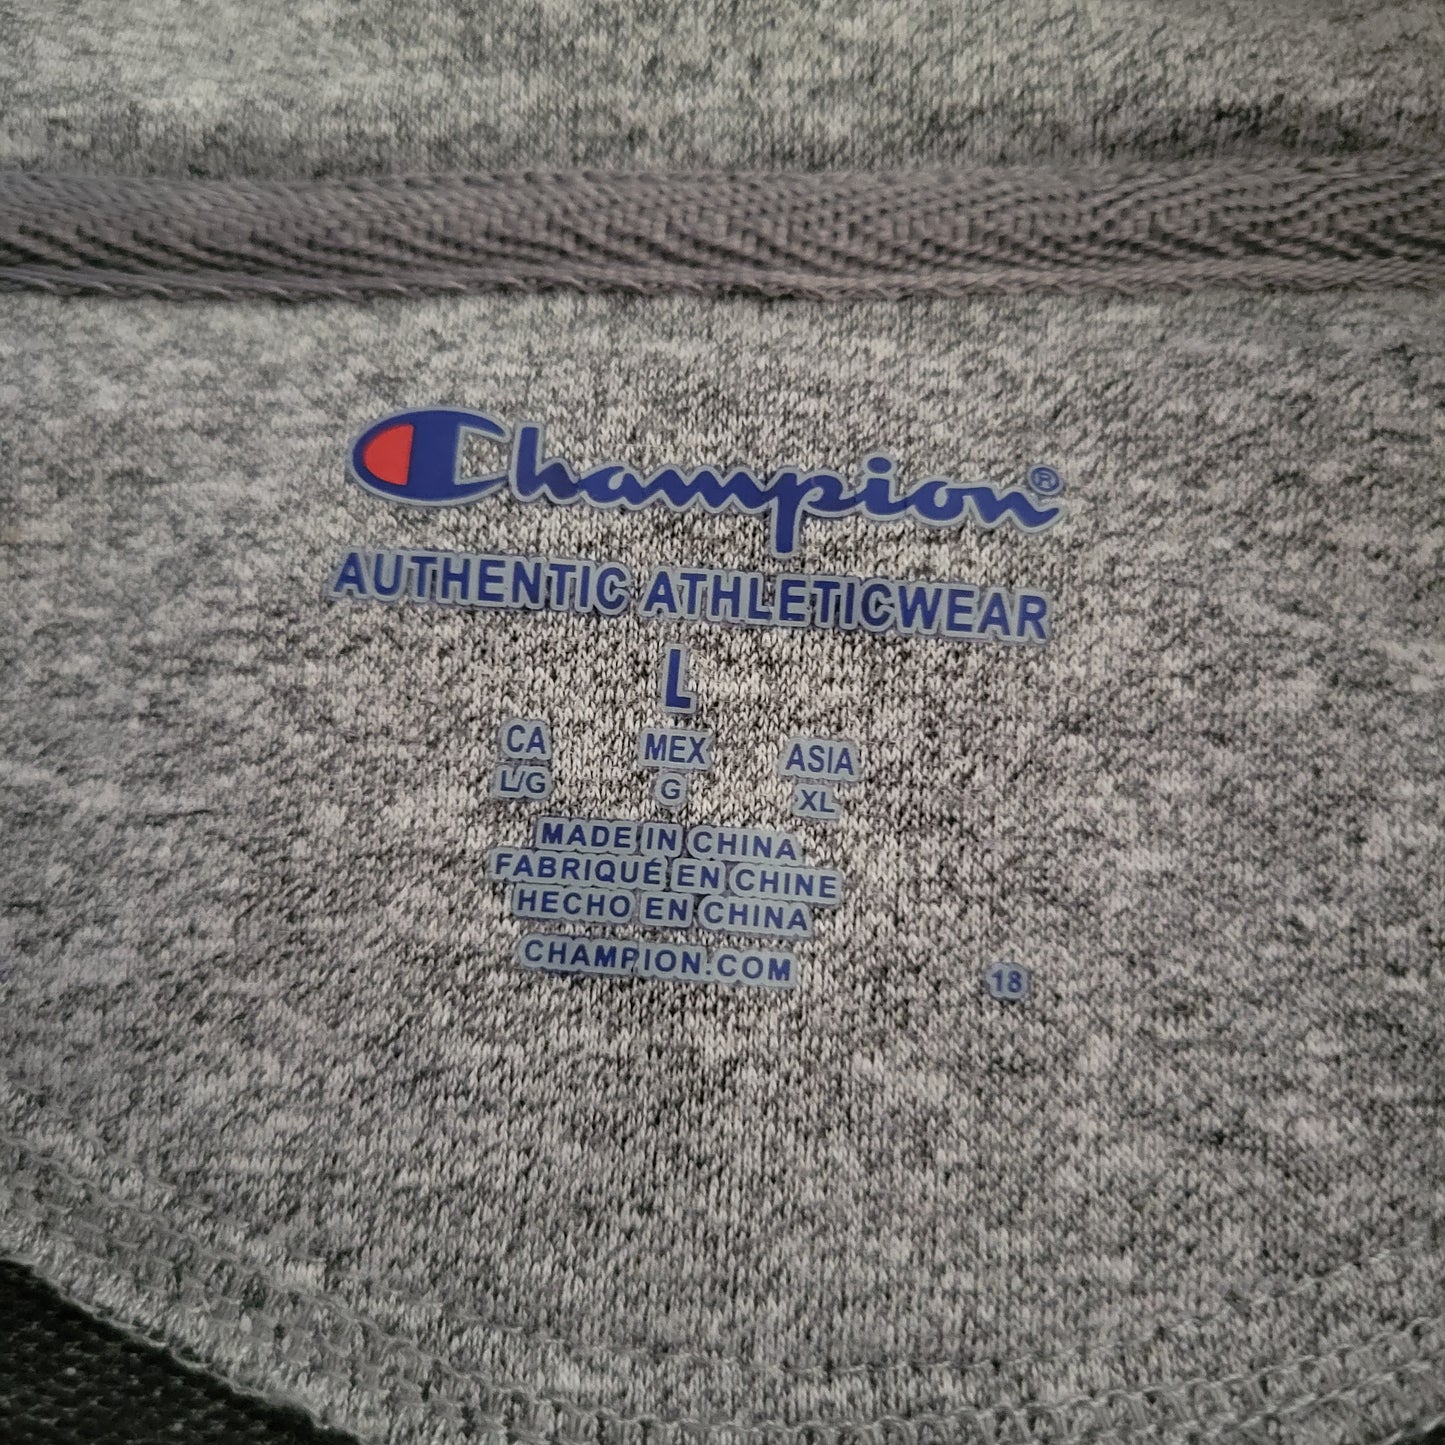 Champion®
AUTHENTIC ATHLETICWEAR
L
CA MEX ASIA
L/G G XL
MADE IN CHINA
FABRIQUÉ EN CHINE
HECHO EN CHINA
CHAMPION.COM
18